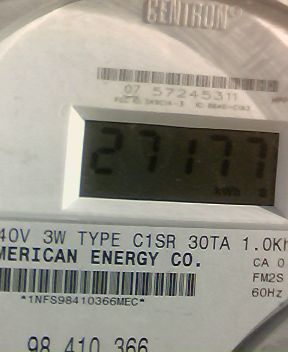 CENTRON®
07 57245311
27177
kWh
40V 3W TYPE C1SR 30TA 1.0Kh
MERICAN ENERGY CO.
CA 0
FM2S
60Hz
*1NFS98410366MEC*
98 410 366